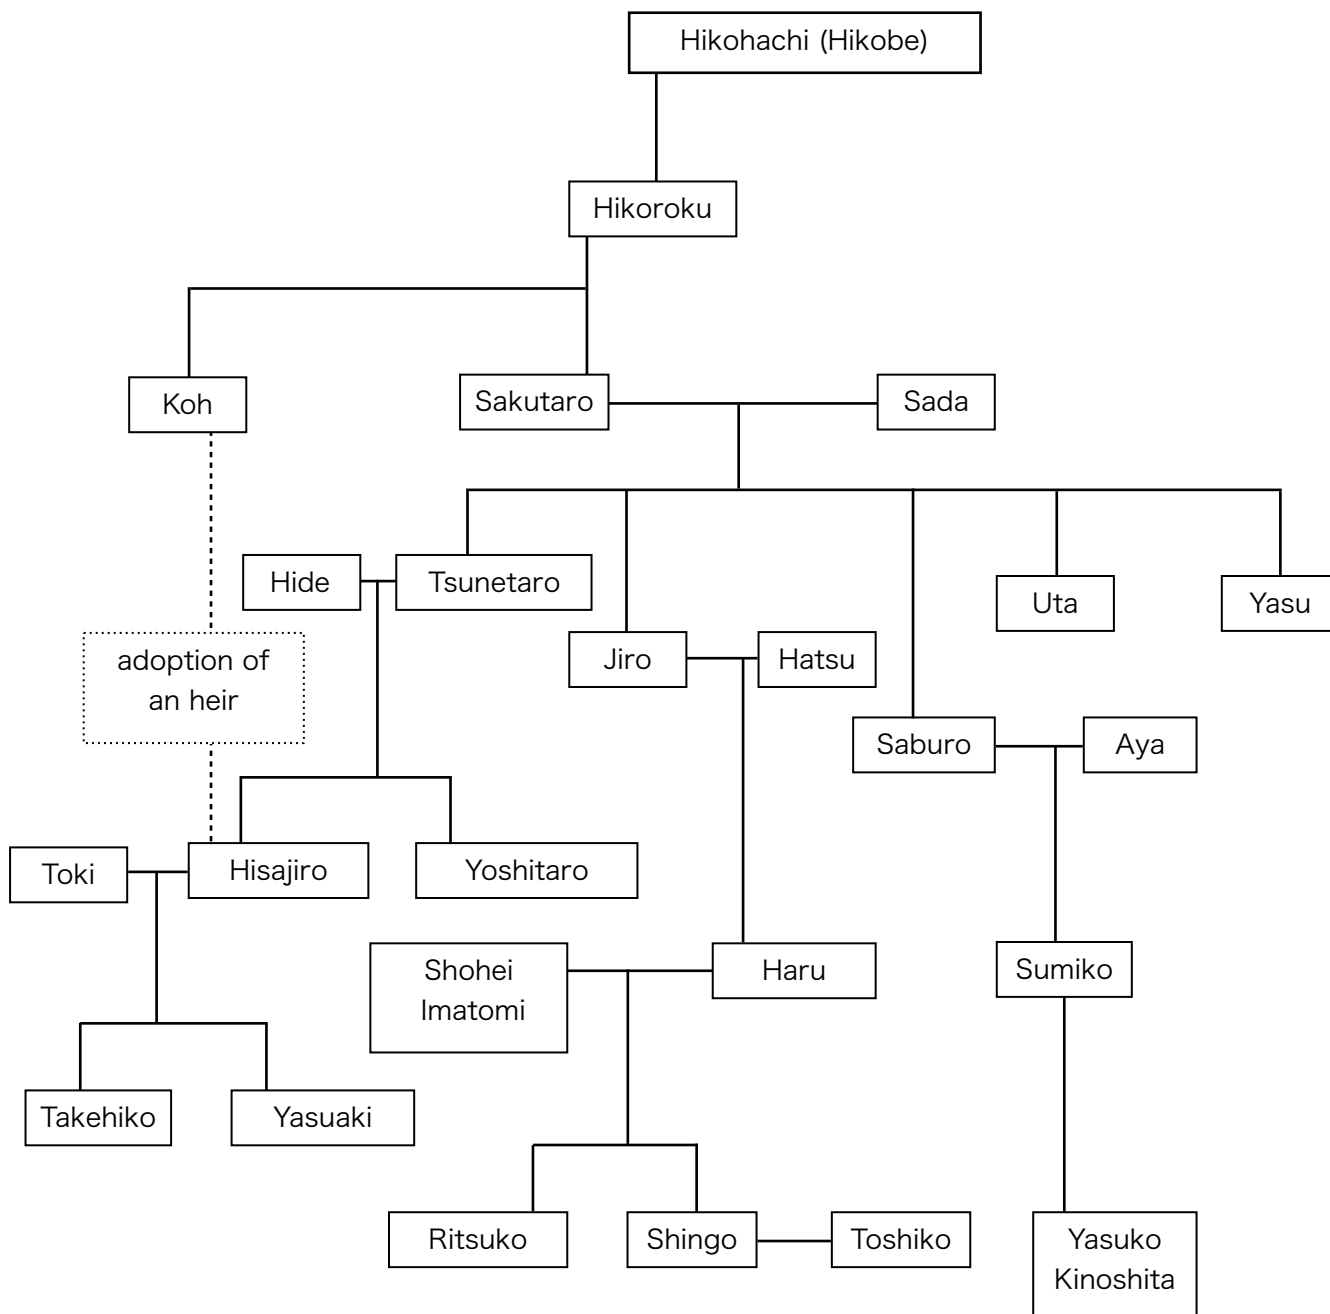 Hikohachi (Hikobe)
Hikoroku
Koh
Sakutaro
Sada
Hide
Tsunetaro
Uta
Yasu
adoption of
an heir
Jiro
Hatsu
Saburo
Aya
Toki
Hisajiro
Yoshitaro
Shohei
Imatomi
Haru
Sumiko
Takehiko
Yasuaki
Ritsuko
Shingo
Toshiko
Yasuko
Kinoshita